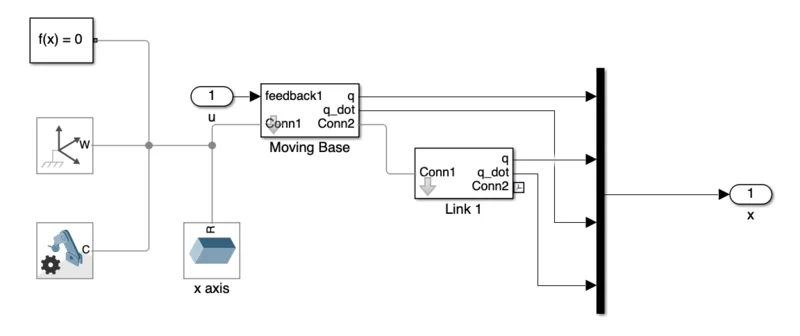 f(x) = 0
W
C
R
x axis
1
u
feedback1
q
q_dot
Conn1
Conn2
Moving Base
q
Conn1
q_dot
Conn2
Link 1
1
x